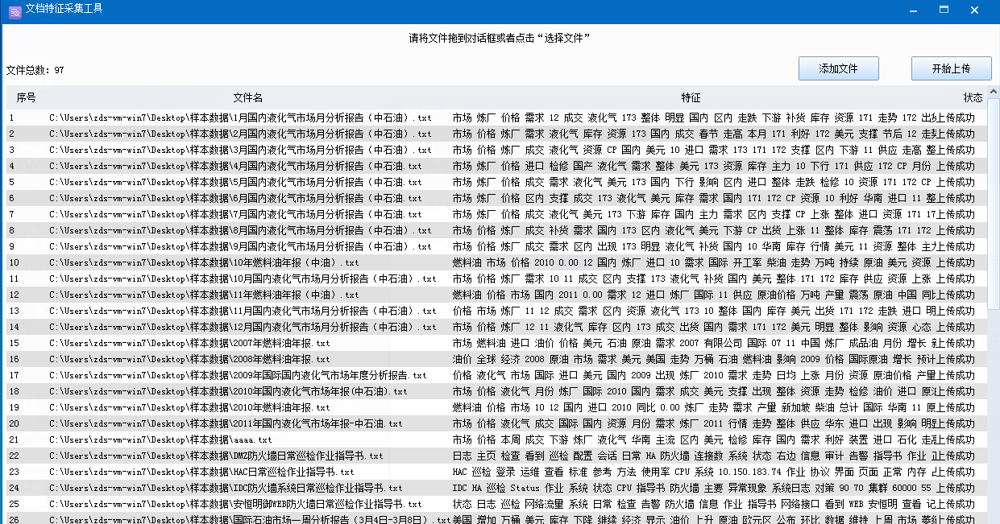 文档特征采集工具
请将文件拖到对话框或者点击“选择文件”
文件总数：97 添加文件 开始上传
序号 文件名 特征 状态
1 C:\Users\zds-vm-win7\Desktop\样本数据\1月国内液化气市场月分析报告（中石油）.txt 市场 炼厂 价格 需求 12 成交 液化气 173 整体 明显 国内 区内 走跌 下游 补货 库存 资源 171 走势 172 上传成功
2 C:\Users\zds-vm-win7\Desktop\样本数据\2月国内液化气市场月分析报告（中石油）.txt 市场 价格 炼厂 需求 液化气 库存 资源 173 国内 成交 春节 走高 本月 171 利好 172 美元 支撑 节后 12 上传成功
3 C:\Users\zds-vm-win7\Desktop\样本数据\3月国内液化气市场月分析报告（中石油）.txt 市场 价格 炼厂 成交 液化气 资源 CP 国内 美元 10 进口 需求 173 171 172 支撑 区内 下游 11 供应 走高 整 上传成功
4 C:\Users\zds-vm-win7\Desktop\样本数据\4月国内液化气市场月分析报告（中石油.txt 市场 炼厂 价格 进口 检修 国产 液化气 需求 整体 美元 173 资源 库存 主力 10 下行 171 供应 172 CP 月份 上传成功
5 C:\Users\zds-vm-win7\Desktop\样本数据\5月国内液化气市场月分析报告（中石油.txt 市场 炼厂 价格 成交 需求 液化气 美元 173 国内 下行 影响 区内 进口 整体 走跌 检修 10 资源 171 172 CP 上传成功
6 C:\Users\zds-vm-win7\Desktop\样本数据\6月国内液化气市场月分析报告（中石油.txt 市场 炼厂 价格 区内 支撑 成交 173 液化气 美元 库存 需求 国内 171 172 CP 资源 10 利好 华南 进口 11 整 上传成功
7 C:\Users\zds-vm-win7\Desktop\样本数据\7月国内液化气市场月分析报告（中石油.txt 市场 炼厂 价格 成交 液化气 美元 173 下游 库存 国内 主力 需求 区内 支撑 CP 上涨 整体 进口 资源 171 17 上传成功
8 C:\Users\zds-vm-win7\Desktop\样本数据\8月国内液化气市场月分析报告（中石油.txt 市场 价格 炼厂 成交 补货 需求 国内 173 区内 液化气 美元 下游 CP 出货 上涨 11 整体 库存 震荡 171 172 上传成功
9 C:\Users\zds-vm-win7\Desktop\样本数据\9月国内液化气市场月分析报告（中石油.txt 市场 炼厂 价格 成交 需求 区内 出现 173 明显 液化气 补货 国内 10 华南 库存 行情 美元 11 资源 整体 主 上传成功
10 C:\Users\zds-vm-win7\Desktop\样本数据\10年燃料油年报（中油）.txt 燃料油 市场 价格 2010 0.00 12 国内 炼厂 进口 10 需求 国际 开工率 柴油 走势 万吨 持续 原油 美元 资源 上传成功
11 C:\Users\zds-vm-win7\Desktop\样本数据\10月国内液化气市场月分析报告（中石油）.txt 市场 价格 炼厂 需求 10 11 成交 区内 支撑 173 液化气 补货 国内 美元 整体 171 172 库存 供应 资源 上涨 上传成功
12 C:\Users\zds-vm-win7\Desktop\样本数据\11年燃料油年报（中油）.txt 燃料油 价格 市场 国内 2011 0.00 需求 12 进口 炼厂 国际 11 供应 原油价格 万吨 产量 震荡 原油 中国 同 上传成功
13 C:\Users\zds-vm-win7\Desktop\样本数据\11月国内液化气市场月分析报告（中石油）.txt 价格 市场 炼厂 11 12 成交 需求 区内 资源 液化气 173 10 整体 国内 库存 美元 出货 171 172 走跌 进口 明 上传成功
14 C:\Users\zds-vm-win7\Desktop\样本数据\12月国内液化气市场月分析报告（中石油）.txt 市场 价格 炼厂 12 11 液化气 库存 区内 173 成交 出货 国内 需求 171 172 美元 明显 整体 影响 资源 心态 上传成功
15 C:\Users\zds-vm-win7\Desktop\样本数据\2007年燃料油年报.txt 市场 燃料油 进口 油价 价格 美元 石油 原油 需求 2007 有限公司 国际 07 11 中国 炼厂 成品油 月份 增长 上传成功
16 C:\Users\zds-vm-win7\Desktop\样本数据\2008年燃料油年报.txt 油价 全球 经济 2008 原油 市场 需求 美元 美国 走势 万桶 石油 燃料油 影响 2009 价格 国际原油 增长 预计 上传成功
17 C:\Users\zds-vm-win7\Desktop\样本数据\2009年国际国内液化气市场年度分析报告.txt 价格 液化气 市场 国际 进口 美元 国内 2009 出现 炼厂 2010 需求 走势 日均 上涨 月份 资源 原油价格 产量 上传成功
18 C:\Users\zds-vm-win7\Desktop\样本数据\2010年国内液化气市场年报(中石油).txt 市场 价格 液化气 月份 炼厂 国际 2010 国内 需求 成交 美元 支撑 出现 整体 资源 走势 检修 油价 进口 原 上传成功
19 C:\Users\zds-vm-win7\Desktop\样本数据\2010年燃料油年报.txt 燃料油 价格 市场 10 12 国内 进口 2010 同比 0.00 炼厂 走势 需求 产量 新加坡 柴油 总计 国际 华南 11 原 上传成功
20 C:\Users\zds-vm-win7\Desktop\样本数据\2011年国内液化气市场年报-中石油.txt 市场 价格 液化气 成交 国际 国内 资源 月份 需求 炼厂 2011 行情 走势 整体 供应 华东 进口 出现 影响 明 上传成功
21 C:\Users\zds-vm-win7\Desktop\样本数据\aaaa.txt 市场 价格 本周 成交 下游 炼厂 液化气 华南 主流 区内 美元 检修 库存 国内 需求 利好 装置 进口 石化 走 上传成功
22 C:\Users\zds-vm-win7\Desktop\样本数据\DMZ防火墙日常巡检作业指导书.txt 日志 主页 检查 看到 巡检 配置 会话 日常 HA 防火墙 连接数 系统 状态 右边 信息 审计 告警 指导书 作业 上传成功
23 C:\Users\zds-vm-win7\Desktop\样本数据\HAC日常巡检作业指导书.txt HAC 巡检 登录 运维 查看 标准 参考 方法 使用率 CPU 系统 10.150.183.74 作业 协议 界面 页面 正常 内存 上传成功
24 C:\Users\zds-vm-win7\Desktop\样本数据\IDC防火墙系统日常巡检作业指导书.txt IDC HA 巡检 Status 作业 系统 状态 CPU 指导书 防火墙 主要 异常现象 系统日志 对策 90 70 集群 60000 55 上传成功
25 C:\Users\zds-vm-win7\Desktop\样本数据\安恒明御WEB防火墙日常巡检作业指导书.txt 状态 日志 巡检 网络流量 系统 日常 检查 告警 防火墙 信息 作业 指导书 网络接口 看到 WEB 安恒明 查看 记 上传成功
26 C:\Users\zds-vm-win7\Desktop\样本数据\国际石油市场一周分析报告（3月4日-3月8日）.txt 美国 增加 万桶 美元 库存 下降 继续 经济 显示 油价 上升 原油 欧元区 公布 环比 数据 维持 上周 市场 上传成功